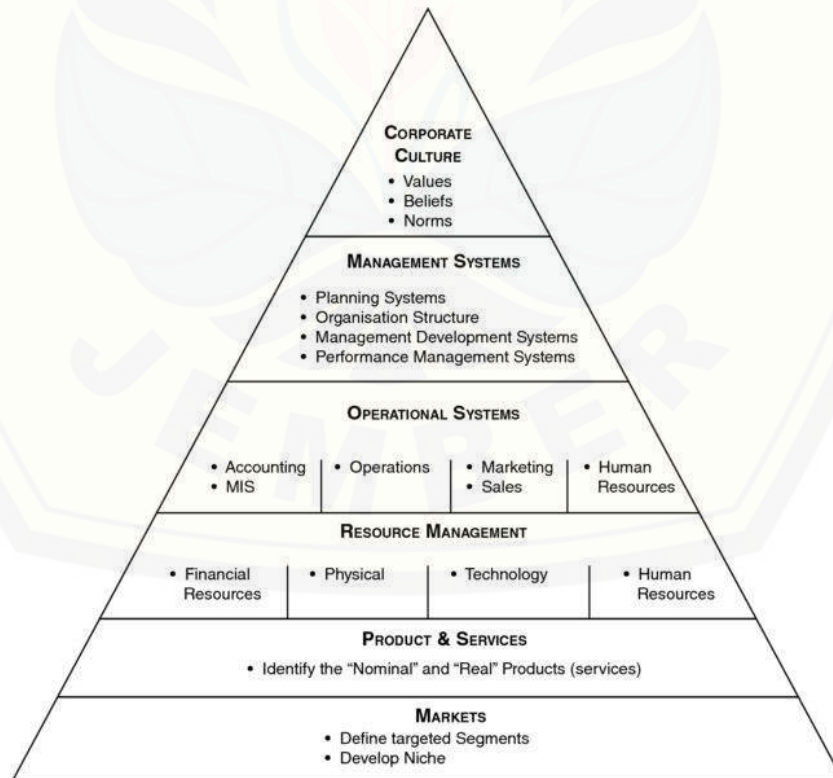 CORPORATE
CULTURE
• Values
• Beliefs
• Norms
MANAGEMENT SYSTEMS
• Planning Systems
• Organisation Structure
• Management Development Systems
• Performance Management Systems
OPERATIONAL SYSTEMS
• Accounting
• MIS
• Operations
• Marketing
• Sales
• Human
Resources
RESOURCE MANAGEMENT
• Financial
Resources
• Physical
• Technology
• Human
Resources
PRODUCT & SERVICES
• Identify the “Nominal” and “Real” Products (services)
MARKETS
• Define targeted Segments
• Develop Niche
JEMBER